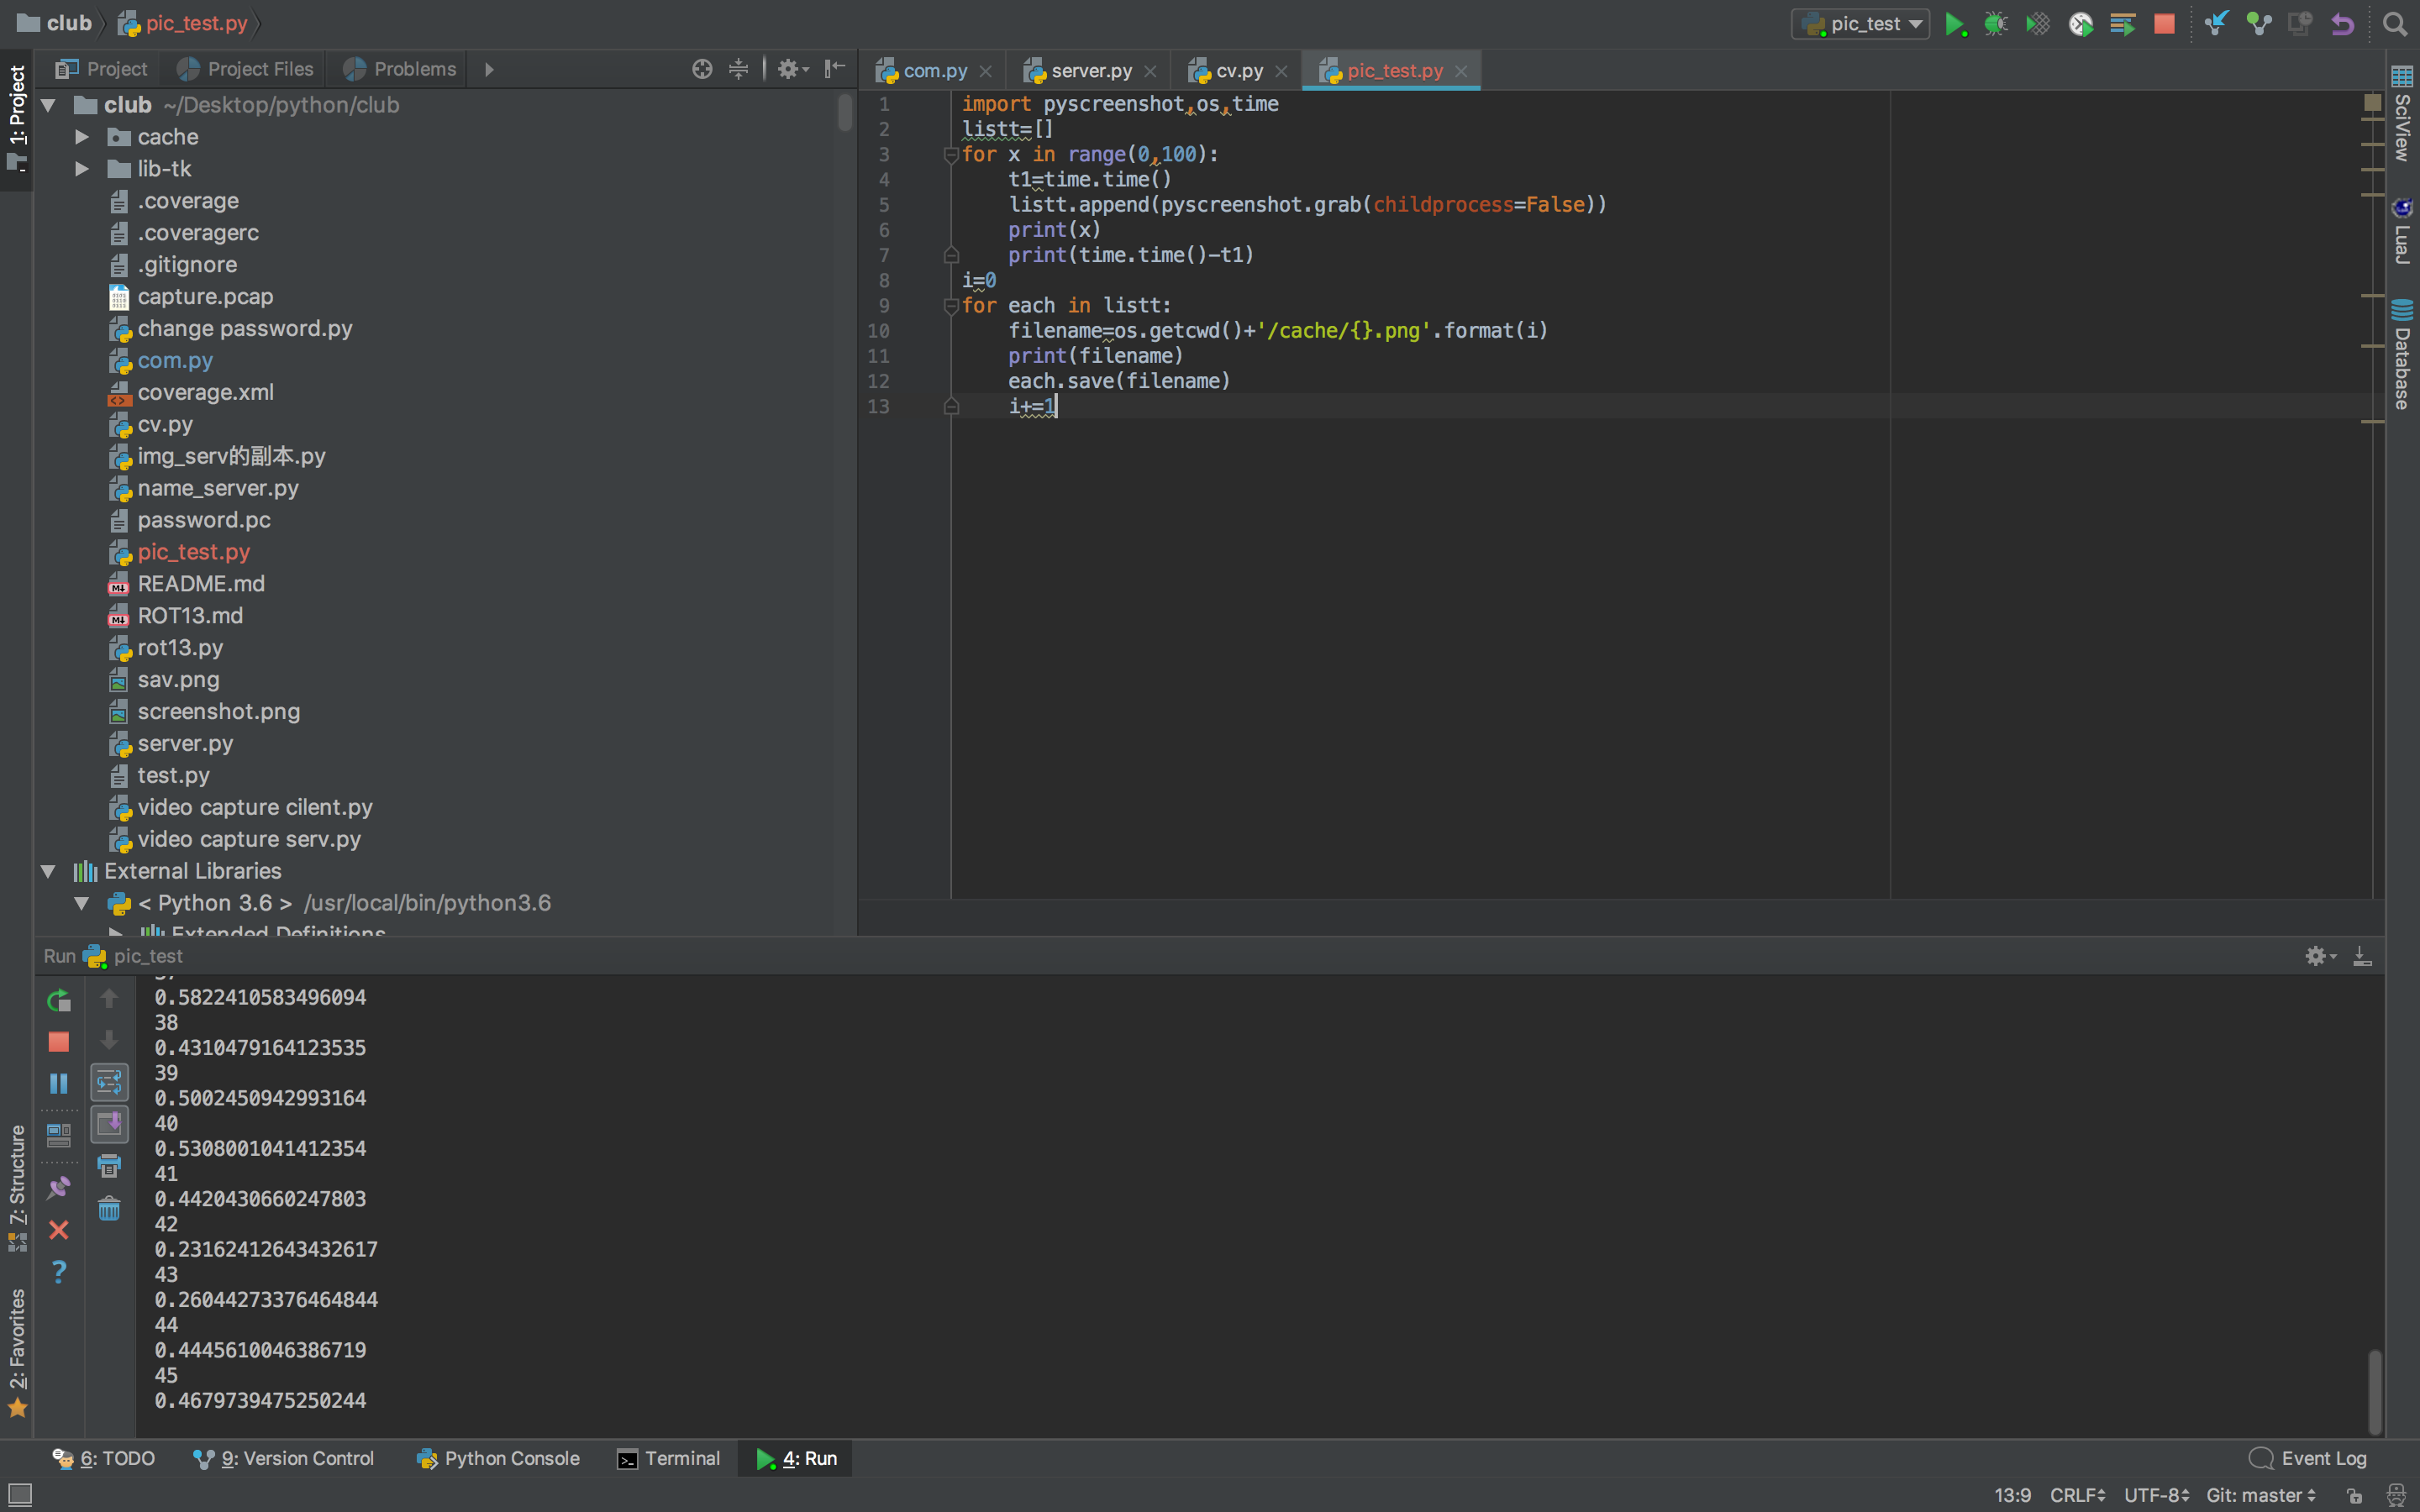 club
pic_test.py
pic_test
1: Project
Project
Project Files
Problems
club ~/Desktop/python/club
cache
lib-tk
.coverage
.coveragerc
.gitignore
capture.pcap
change password.py
com.py
coverage.xml
cv.py
img_serv的副本.py
name_server.py
password.pc
pic_test.py
README.md
ROT13.md
rot13.py
sav.png
screenshot.png
server.py
test.py
video capture cilent.py
video capture serv.py
External Libraries
< Python 3.6 > /usr/local/bin/python3.6
Extended Definitions
com.py
server.py
cv.py
pic_test.py
1 import pyscreenshot,os,time
2 listt=[]
3 for x in range(0,100):
4 t1=time.time()
5 listt.append(pyscreenshot.grab(childprocess=False))
6 print(x)
7 print(time.time()-t1)
8 i=0
9 for each in listt:
10 filename=os.getcwd()+'/cache/{}.png'.format(i)
11 print(filename)
12 each.save(filename)
13 i+=1
SciView
LuaJ
Database
Run pic_test
0.5822410583496094
38
0.4310479164123535
39
0.5002450942993164
40
0.5308001041412354
41
0.4420430660247803
42
0.23162412643432617
43
0.26044273376464844
44
0.4445610046386719
45
0.4679739475250244
7: Structure
2: Favorites
6: TODO
9: Version Control
Python Console
Terminal
4: Run
Event Log
13:9 CRLF UTF-8 Git: master